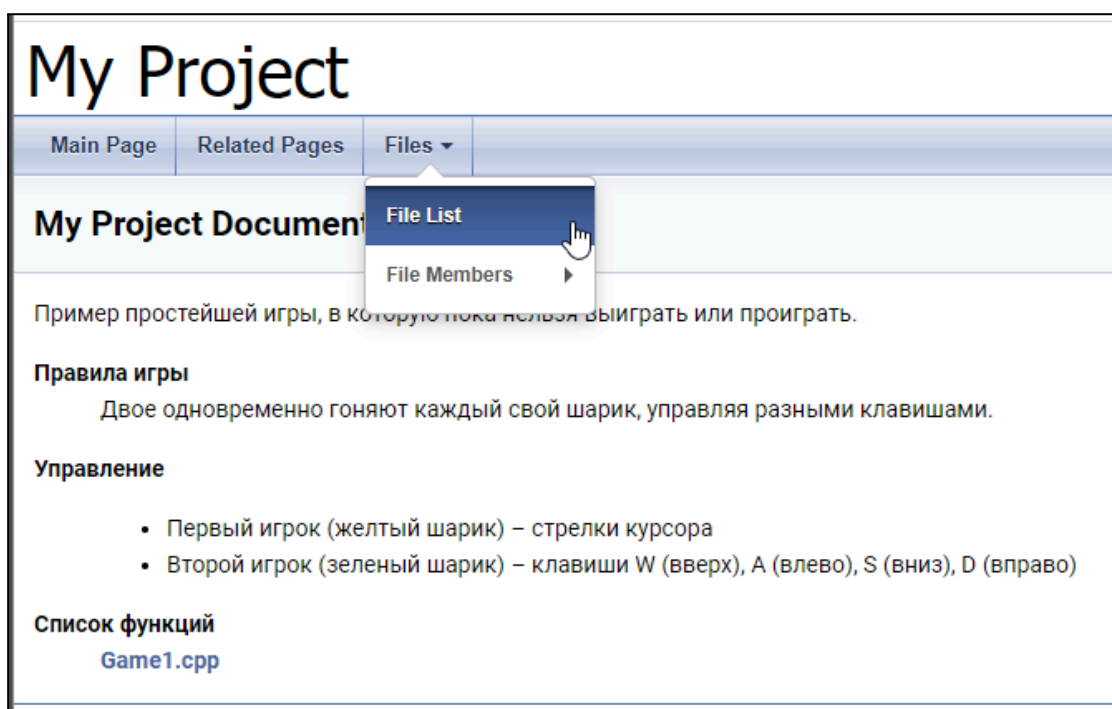 My Project
Main Page Related Pages Files
My Project Document
File List
File Members
Пример простейшей игры, в которую пока нельзя выиграть или проиграть.
Правила игры
Двое одновременно гоняют каждый свой шарик, управляя разными клавишами.
Управление
• Первый игрок (желтый шарик) – стрелки курсора
• Второй игрок (зеленый шарик) – клавиши W (вверх), A (влево), S (вниз), D (вправо)
Список функций
Game1.cpp